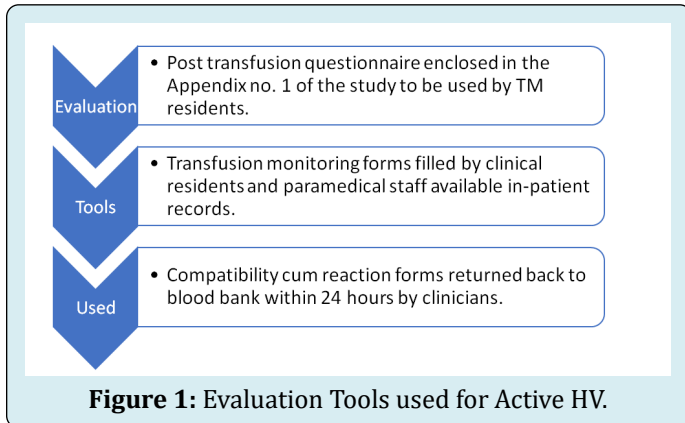 Evaluation
• Post transfusion questionnaire enclosed in the
Appendix no. 1 of the study to be used by TM
residents.
Tools
• Transfusion monitoring forms filled by clinical
residents and paramedical staff available in-patient
records.
Used
• Compatibility cum reaction forms returned back to
blood bank within 24 hours by clinicians.
Figure 1: Evaluation Tools used for Active HV.